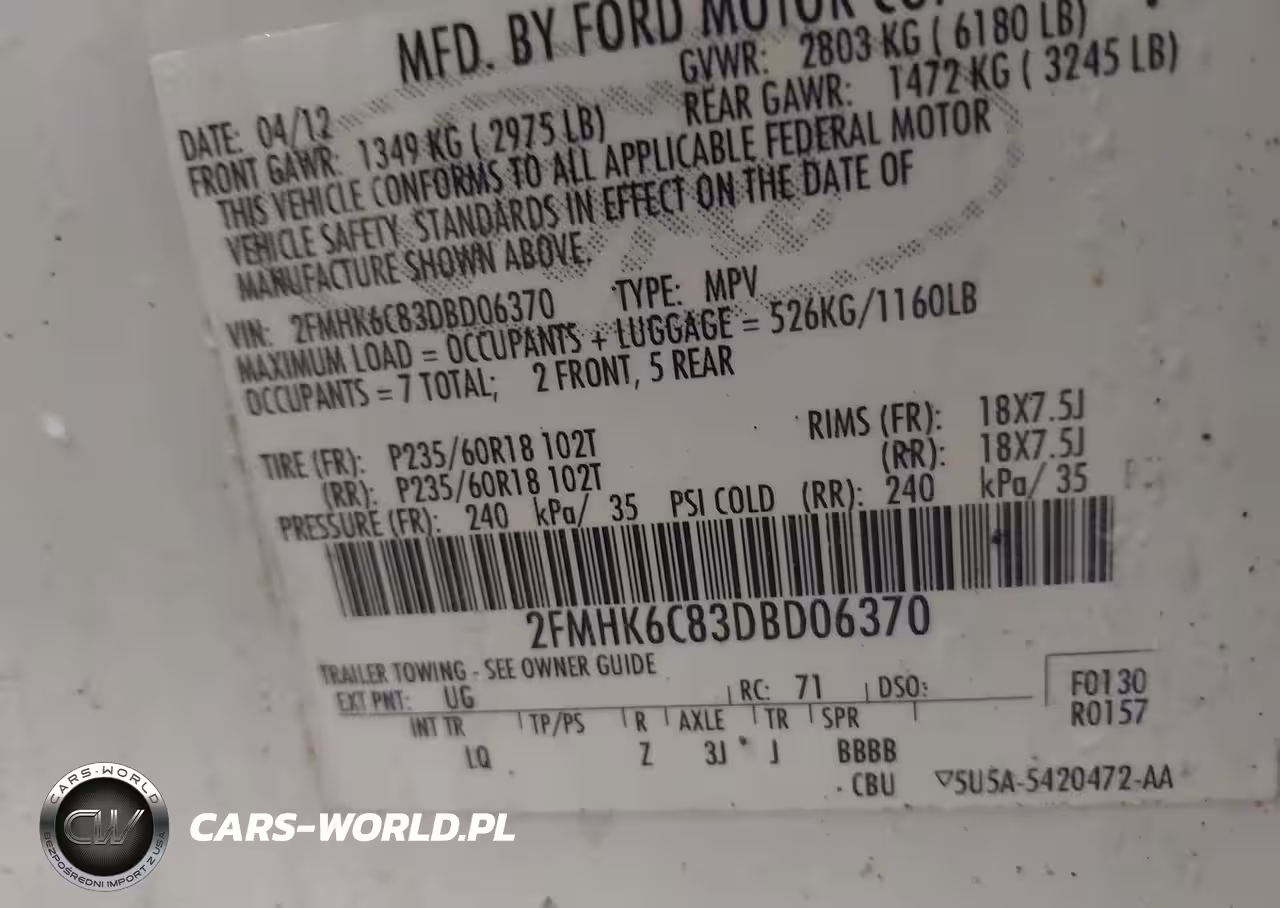 MFD. BY FORD MOTOR CO
DATE: 04/12 GVWR: 2803 KG ( 6180 LB)
FRONT GAWR: 1349 KG ( 2975 LB) REAR GAWR: 1472 KG ( 3245 LB)
THIS VEHICLE CONFORMS TO ALL APPLICABLE FEDERAL MOTOR
VEHICLE SAFETY STANDARDS IN EFFECT ON THE DATE OF
MANUFACTURE SHOWN ABOVE.
VIN: 2FMHK6C83DBD06370 TYPE: MPV
MAXIMUM LOAD = OCCUPANTS + LUGGAGE = 526KG/1160LB
OCCUPANTS = 7 TOTAL; 2 FRONT, 5 REAR
TIRE (FR): P235/60R18 102T RIMS (FR): 18X7.5J
(RR): P235/60R18 102T (RR): 18X7.5J
PRESSURE (FR): 240 kPa/ 35 PSI COLD (RR): 240 kPa/ 35
2FMHK6C83DBD06370
TRAILER TOWING - SEE OWNER GUIDE
EXT PNT: UG RC: 71 DSO: F0130
INT TR TP/PS R AXLE TR SPR R0157
LQ Z 3J J BBBB
CBU ▽5U5A-5420472-AA
CARS-WORLD
CW
BEZPOŚREDNI IMPORT Z USA
CARS-WORLD.PL